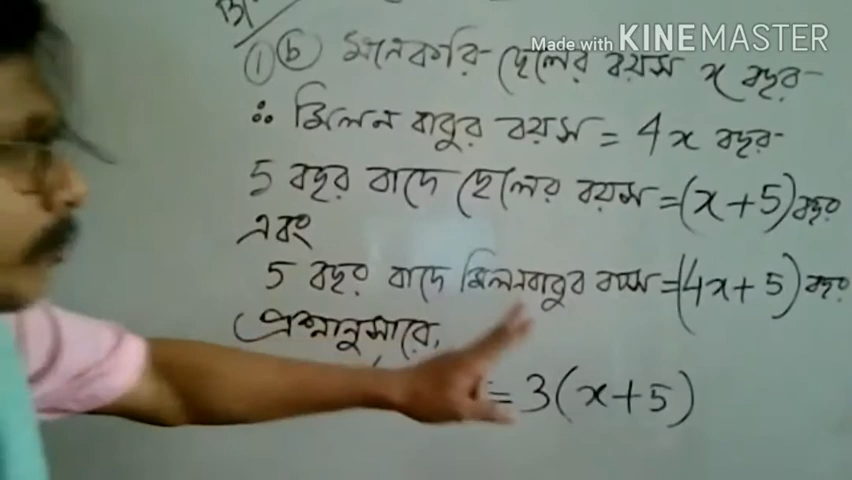 Made with KINEMASTER
① ⓑ মনেকরি ছেলের বয়স x বছর
∴ মিলন বাবুর বয়স = 4x বছর
5 বছর বাদে ছেলের বয়স = (x+5) বছর
এবং
5 বছর বাদে মিলনবাবুর বয়স = (4x+5) বছর
প্রশ্নানুসারে,
= 3(x+5)